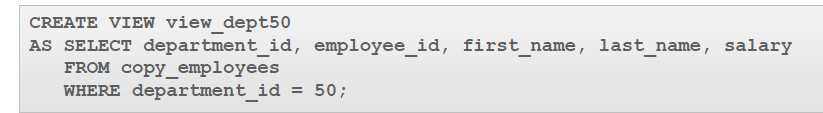 CREATE VIEW view_dept50
AS SELECT department_id, employee_id, first_name, last_name, salary
FROM copy_employees
WHERE department_id = 50;